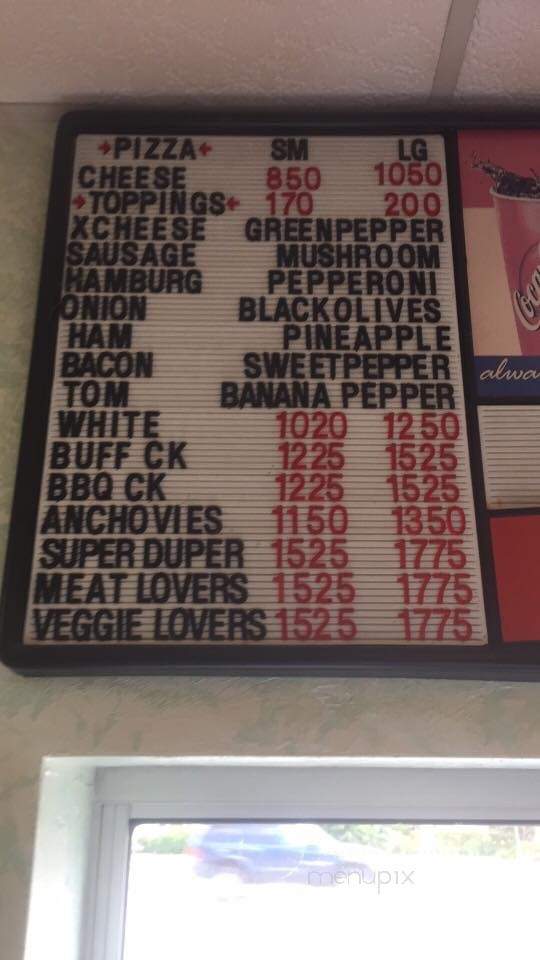 PIZZA SM LG
CHEESE 850 1050
TOPPINGS 170 200
XCHEESE GREENPEPPER
SAUSAGE MUSHROOM
HAMBURG PEPPERONI
ONION BLACKOLIVES
HAM PINEAPPLE
BACON SWEETPEPPER
TOM BANANA PEPPER
WHITE 1020 1250
BUFF CK 1225 1525
BBQ CK 1225 1525
ANCHOVIES 1150 1350
SUPER DUPER 1525 1775
MEAT LOVERS 1525 1775
VEGGIE LOVERS 1525 1775
alwa
menupix